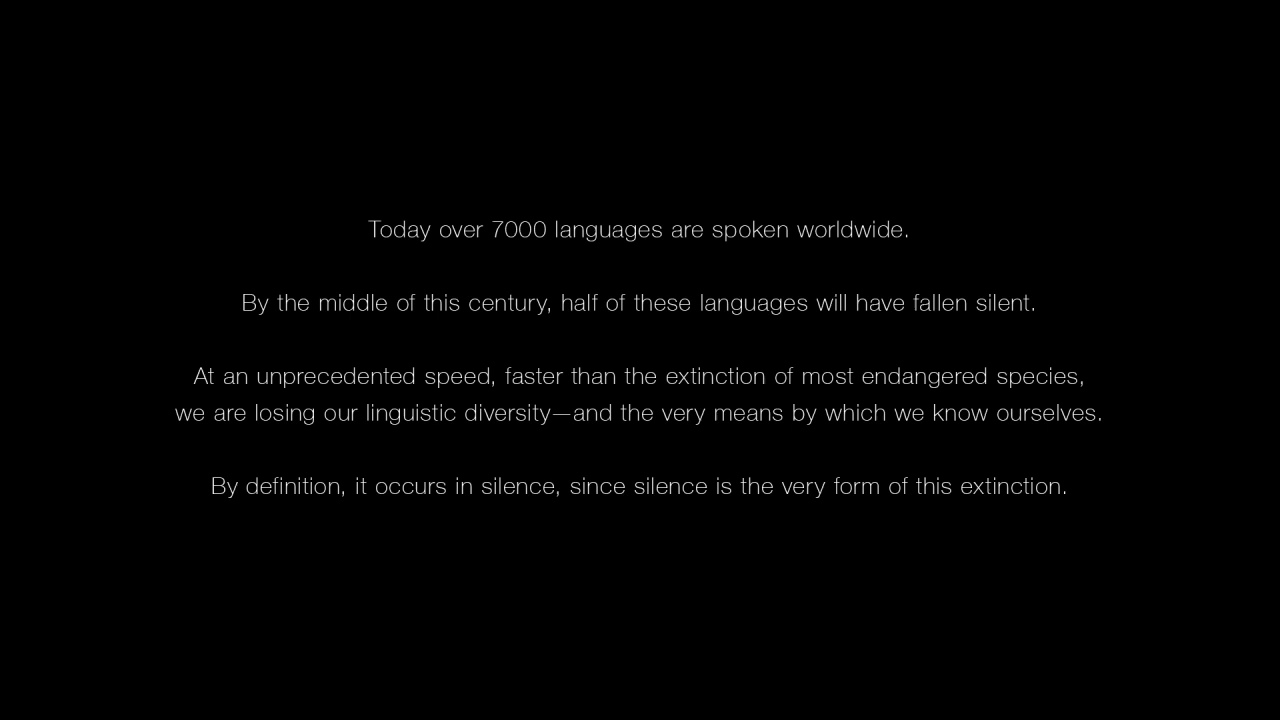 Today over 7000 languages are spoken worldwide.
By the middle of this century, half of these languages will have fallen silent.
At an unprecedented speed, faster than the extinction of most endangered species,
we are losing our linguistic diversity—and the very means by which we know ourselves.
By definition, it occurs in silence, since silence is the very form of this extinction.